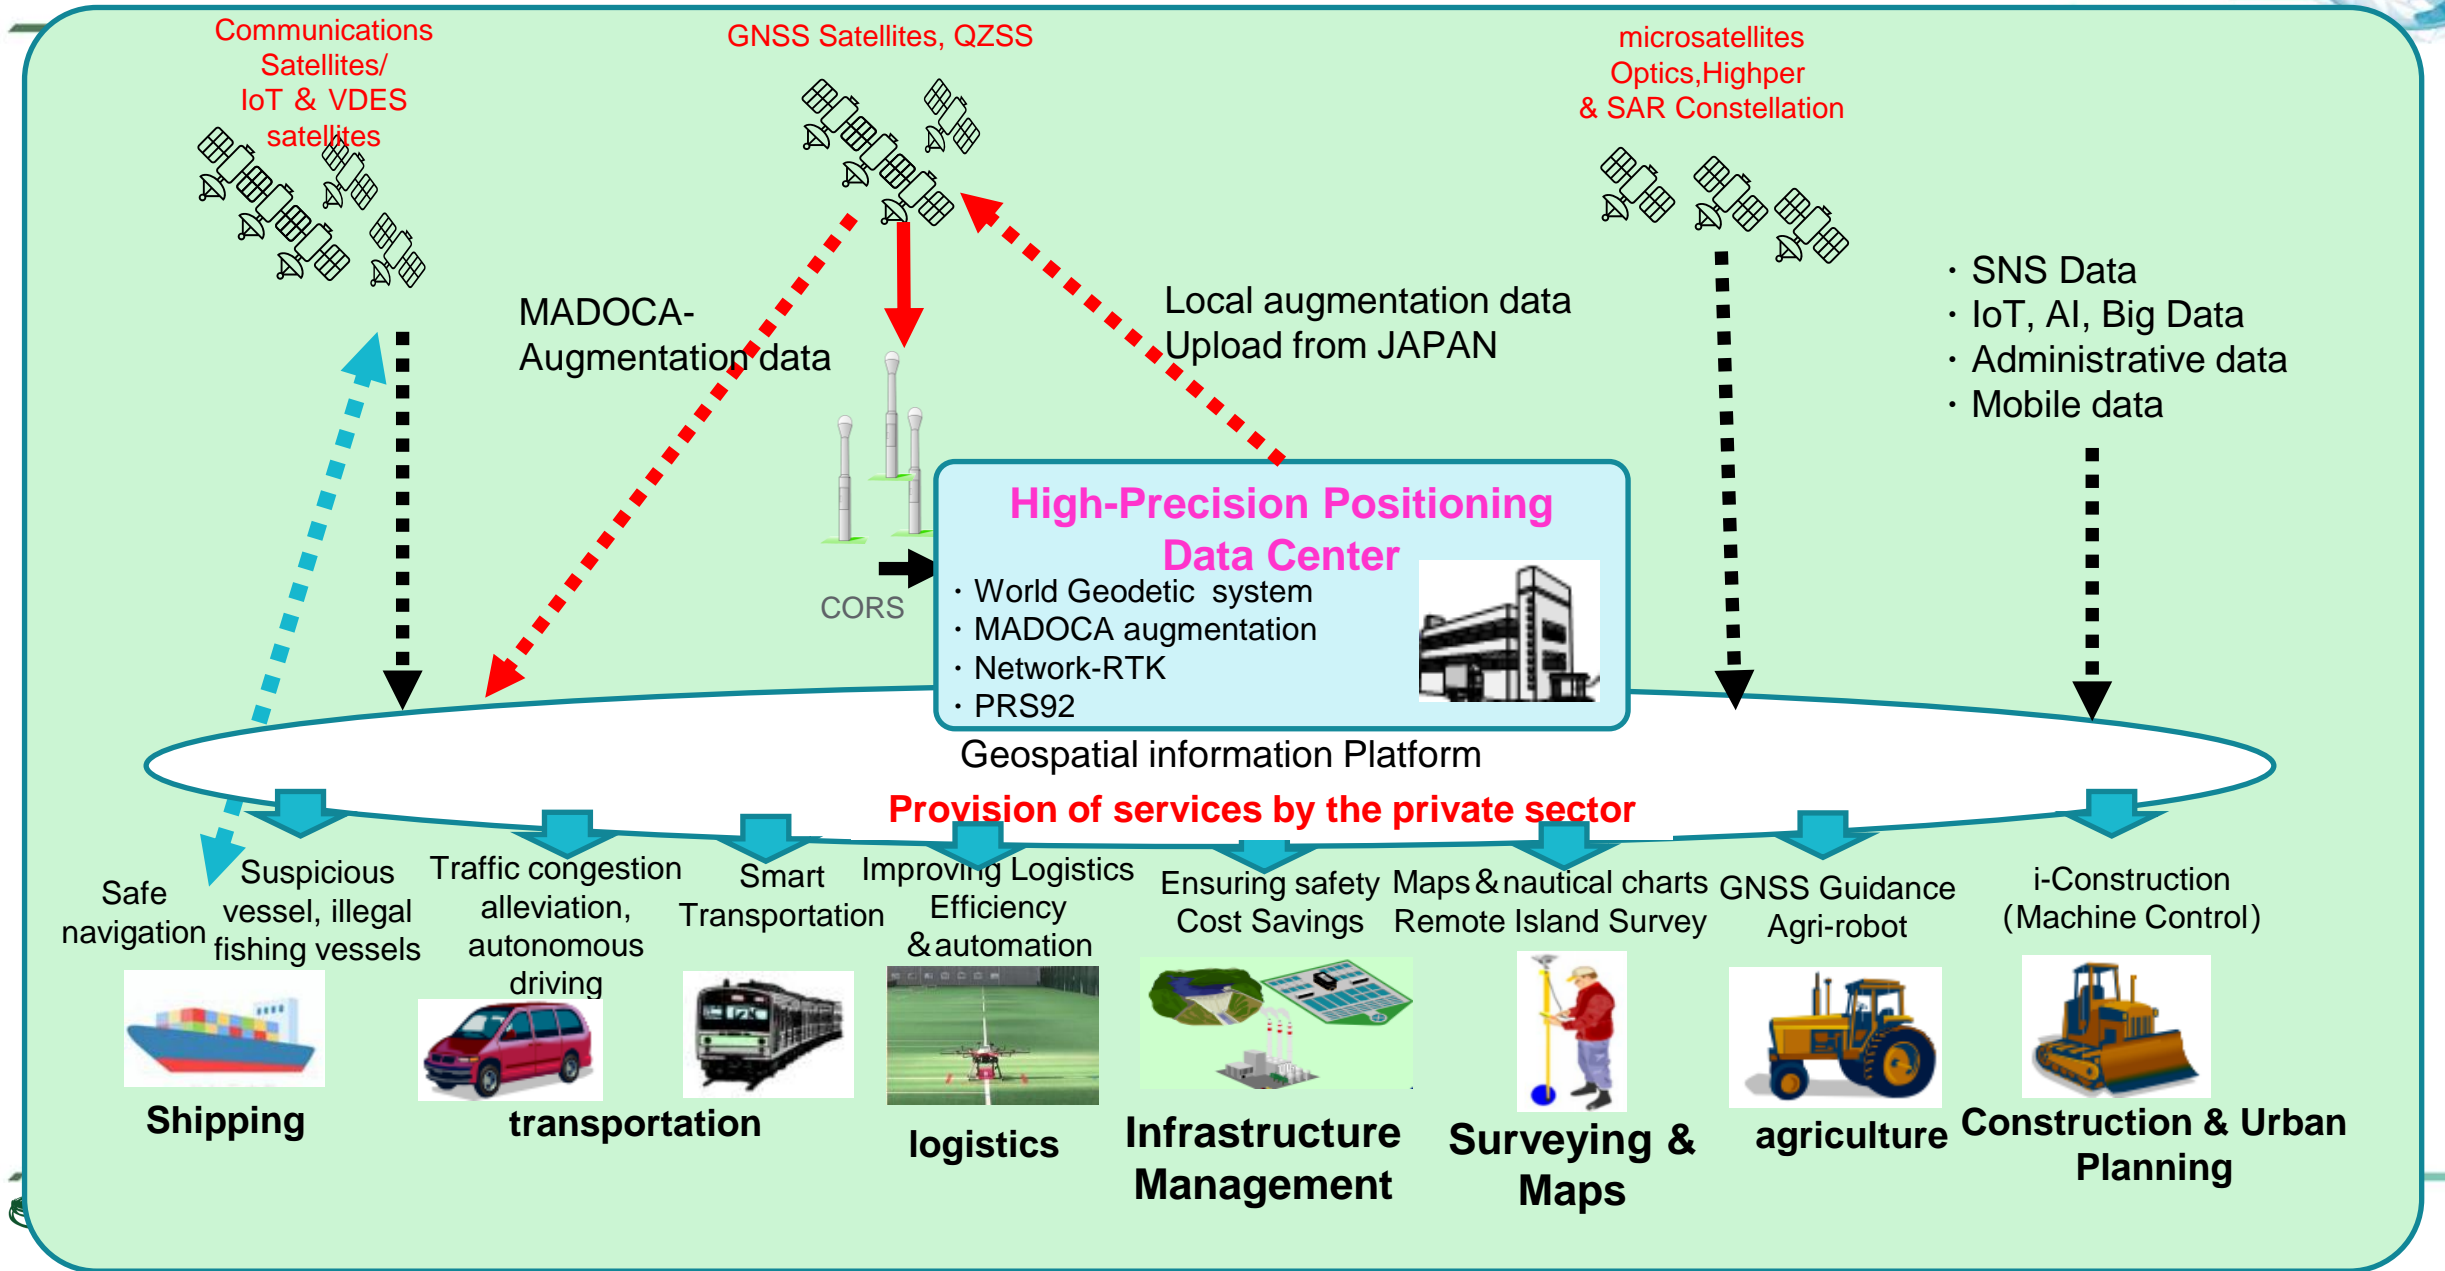 Communications
Satellites/
IoT & VDES
satellites
GNSS Satellites, QZSS
microsatellites
Optics,Highper
& SAR Constellation
MADOCA-
Augmentation data
Local augmentation data
Upload from JAPAN
・SNS Data
・IoT, AI, Big Data
・Administrative data
・Mobile data
CORS
High-Precision Positioning
Data Center
・World Geodetic system
・MADOCA augmentation
・Network-RTK
・PRS92
Geospatial information Platform
Provision of services by the private sector
Safe
navigation
Suspicious
vessel, illegal
fishing vessels
Traffic congestion
alleviation,
autonomous
driving
Smart
Transportation
Improving Logistics
Efficiency
&automation
Ensuring safety
Cost Savings
Maps&nautical charts
Remote Island Survey
GNSS Guidance
Agri-robot
i-Construction
(Machine Control)
Shipping
transportation
logistics
Infrastructure
Management
Surveying &
Maps
agriculture
Construction & Urban
Planning